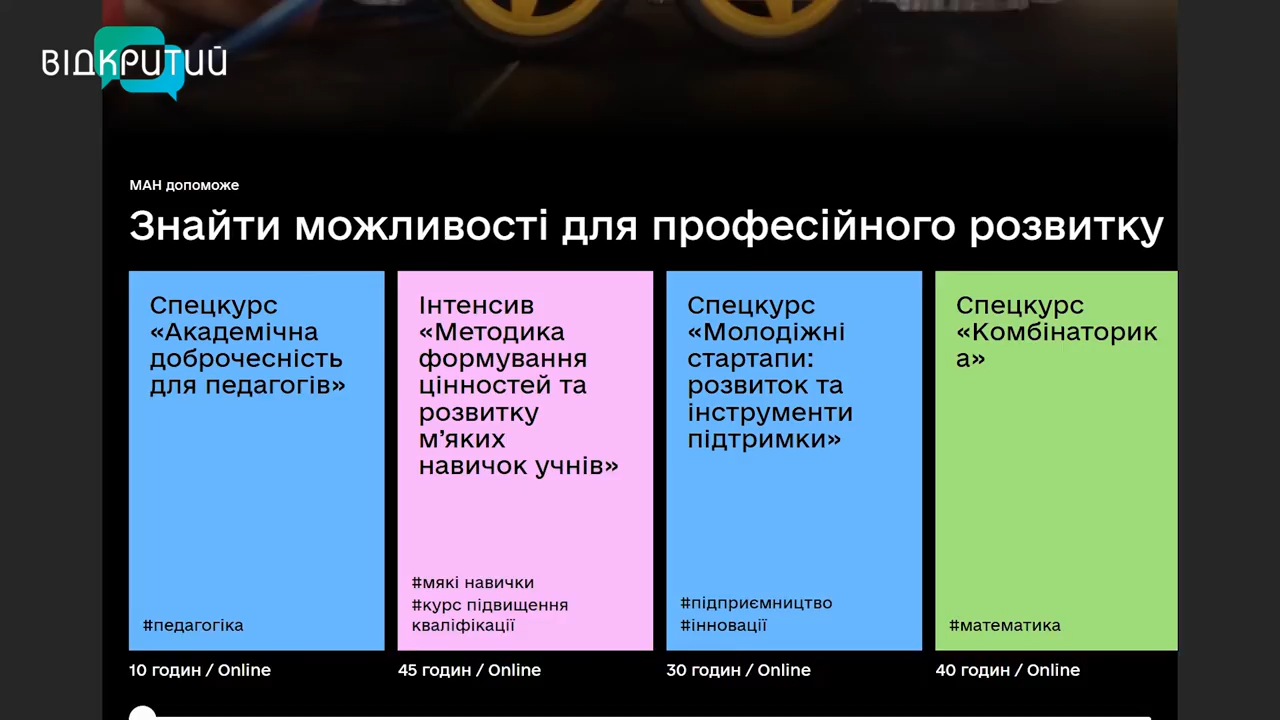 ВІДКРИТИЙ
МАН допоможе
Знайти можливості для професійного розвитку
Спецкурс
«Академічна
доброчесність
для педагогів»
#педагогіка
10 годин / Online
Інтенсив
«Методика
формування
цінностей та
розвитку
м’яких
навичок учнів»
#мякі навички
#курс підвищення
кваліфікації
45 годин / Online
Спецкурс
«Молодіжні
стартапи:
розвиток та
інструменти
підтримки»
#підприємництво
#інновації
30 годин / Online
Спецкурс
«Комбінаторик
а»
#математика
40 годин / Online